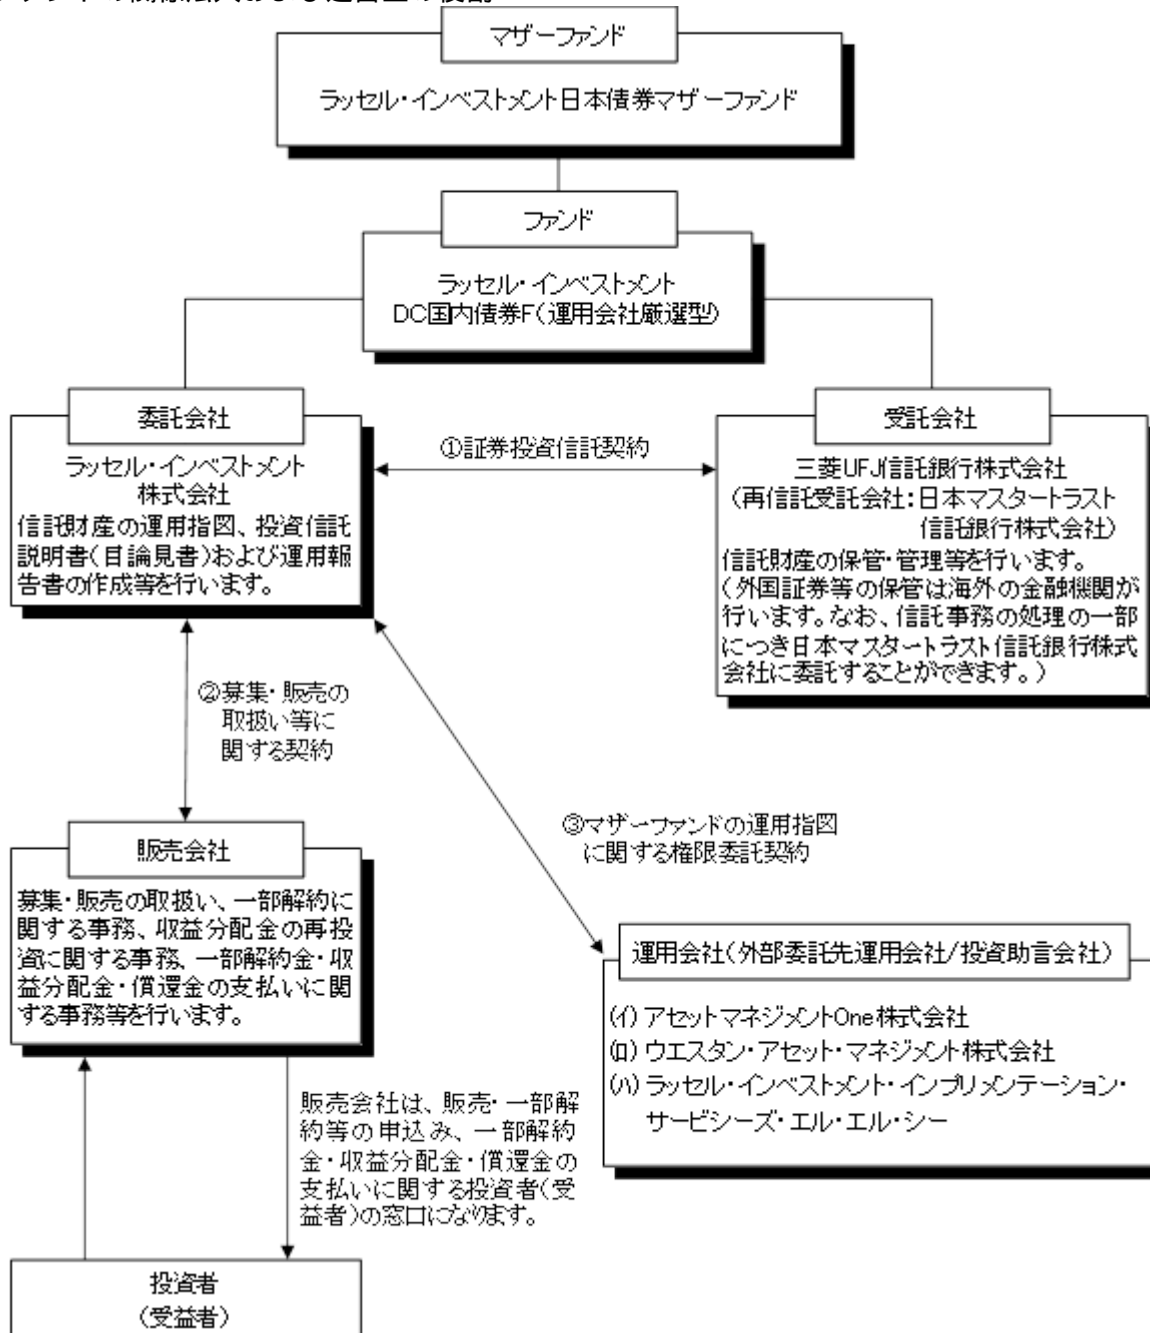 マザーファンド
ラッセル・インベストメント日本債券マザーファンド
ファンド
ラッセル・インベストメント
DC国内債券F(運用会社厳選型)
委託会社
ラッセル・インベストメント
株式会社
信託財産の運用指図、投資信託
説明書(目論見書)および運用報
告書の作成等を行います。
①証券投資信託契約
受託会社
三菱UFJ信託銀行株式会社
(再信託受託会社:日本マスタートラスト
信託銀行株式会社)
信託財産の保管・管理等を行います。
(外国証券等の保管は海外の金融機関が
行います。なお、信託事務の処理の一部
につき日本マスタートラスト信託銀行株式
会社に委託することができます。)
②募集・販売の
取扱い等に
関する契約
③マザーファンドの運用指図
に関する権限委託契約
販売会社
募集・販売の取扱い、一部解約に
関する事務、収益分配金の再投
資に関する事務、一部解約金・収
益分配金・償還金の支払いに関
する事務等を行います。
運用会社(外部委託先運用会社/投資助言会社)
(イ) アセットマネジメントOne株式会社
(ロ) ウエスタン・アセット・マネジメント株式会社
(ハ) ラッセル・インベストメント・インプリメンテーション・
サービシーズ・エル・エル・シー
販売会社は、販売・一部解
約等の申込み、一部解約
金・収益分配金・償還金の
支払いに関する投資者(受
益者)の窓口になります。
投資者
(受益者)